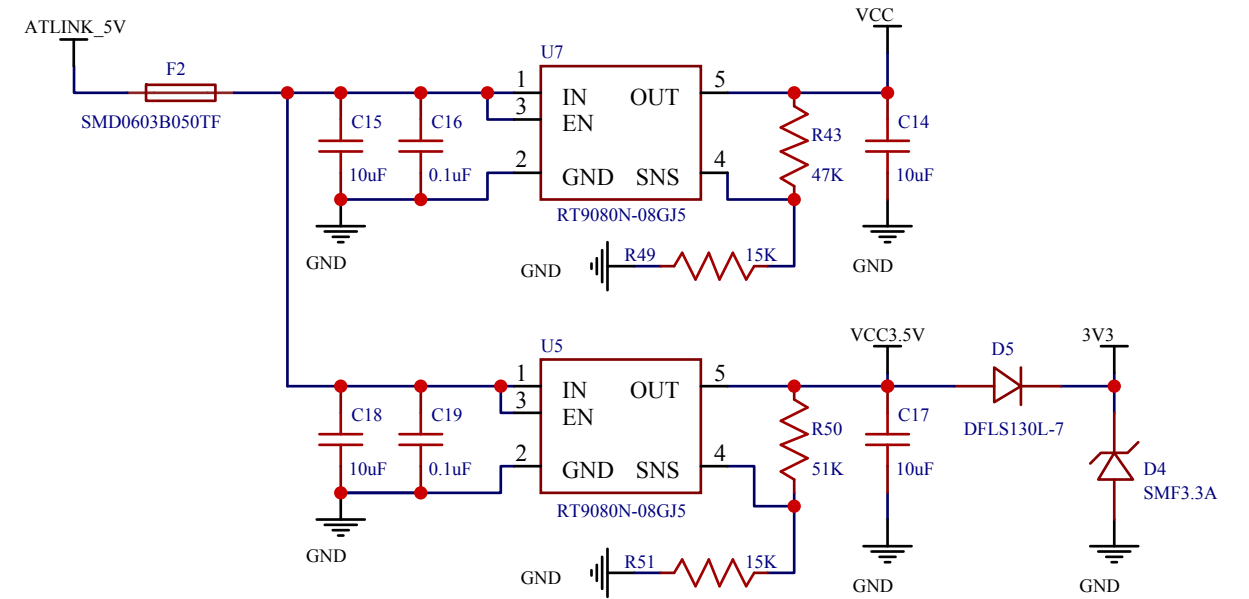 ATLINK_5V
F2
SMD0603B050TF
C15
10uF
C16
0.1uF
GND
U7
1
IN
3
EN
2
GND
OUT
5
SNS
4
RT9080N-08GJ5
VCC
R43
47K
C14
10uF
GND
GND
R49
15K
C18
10uF
C19
0.1uF
GND
U5
1
IN
3
EN
2
GND
OUT
5
SNS
4
RT9080N-08GJ5
VCC3.5V
R50
51K
C17
10uF
GND
GND
R51
15K
D5
DFLS130L-7
3V3
D4
SMF3.3A
GND